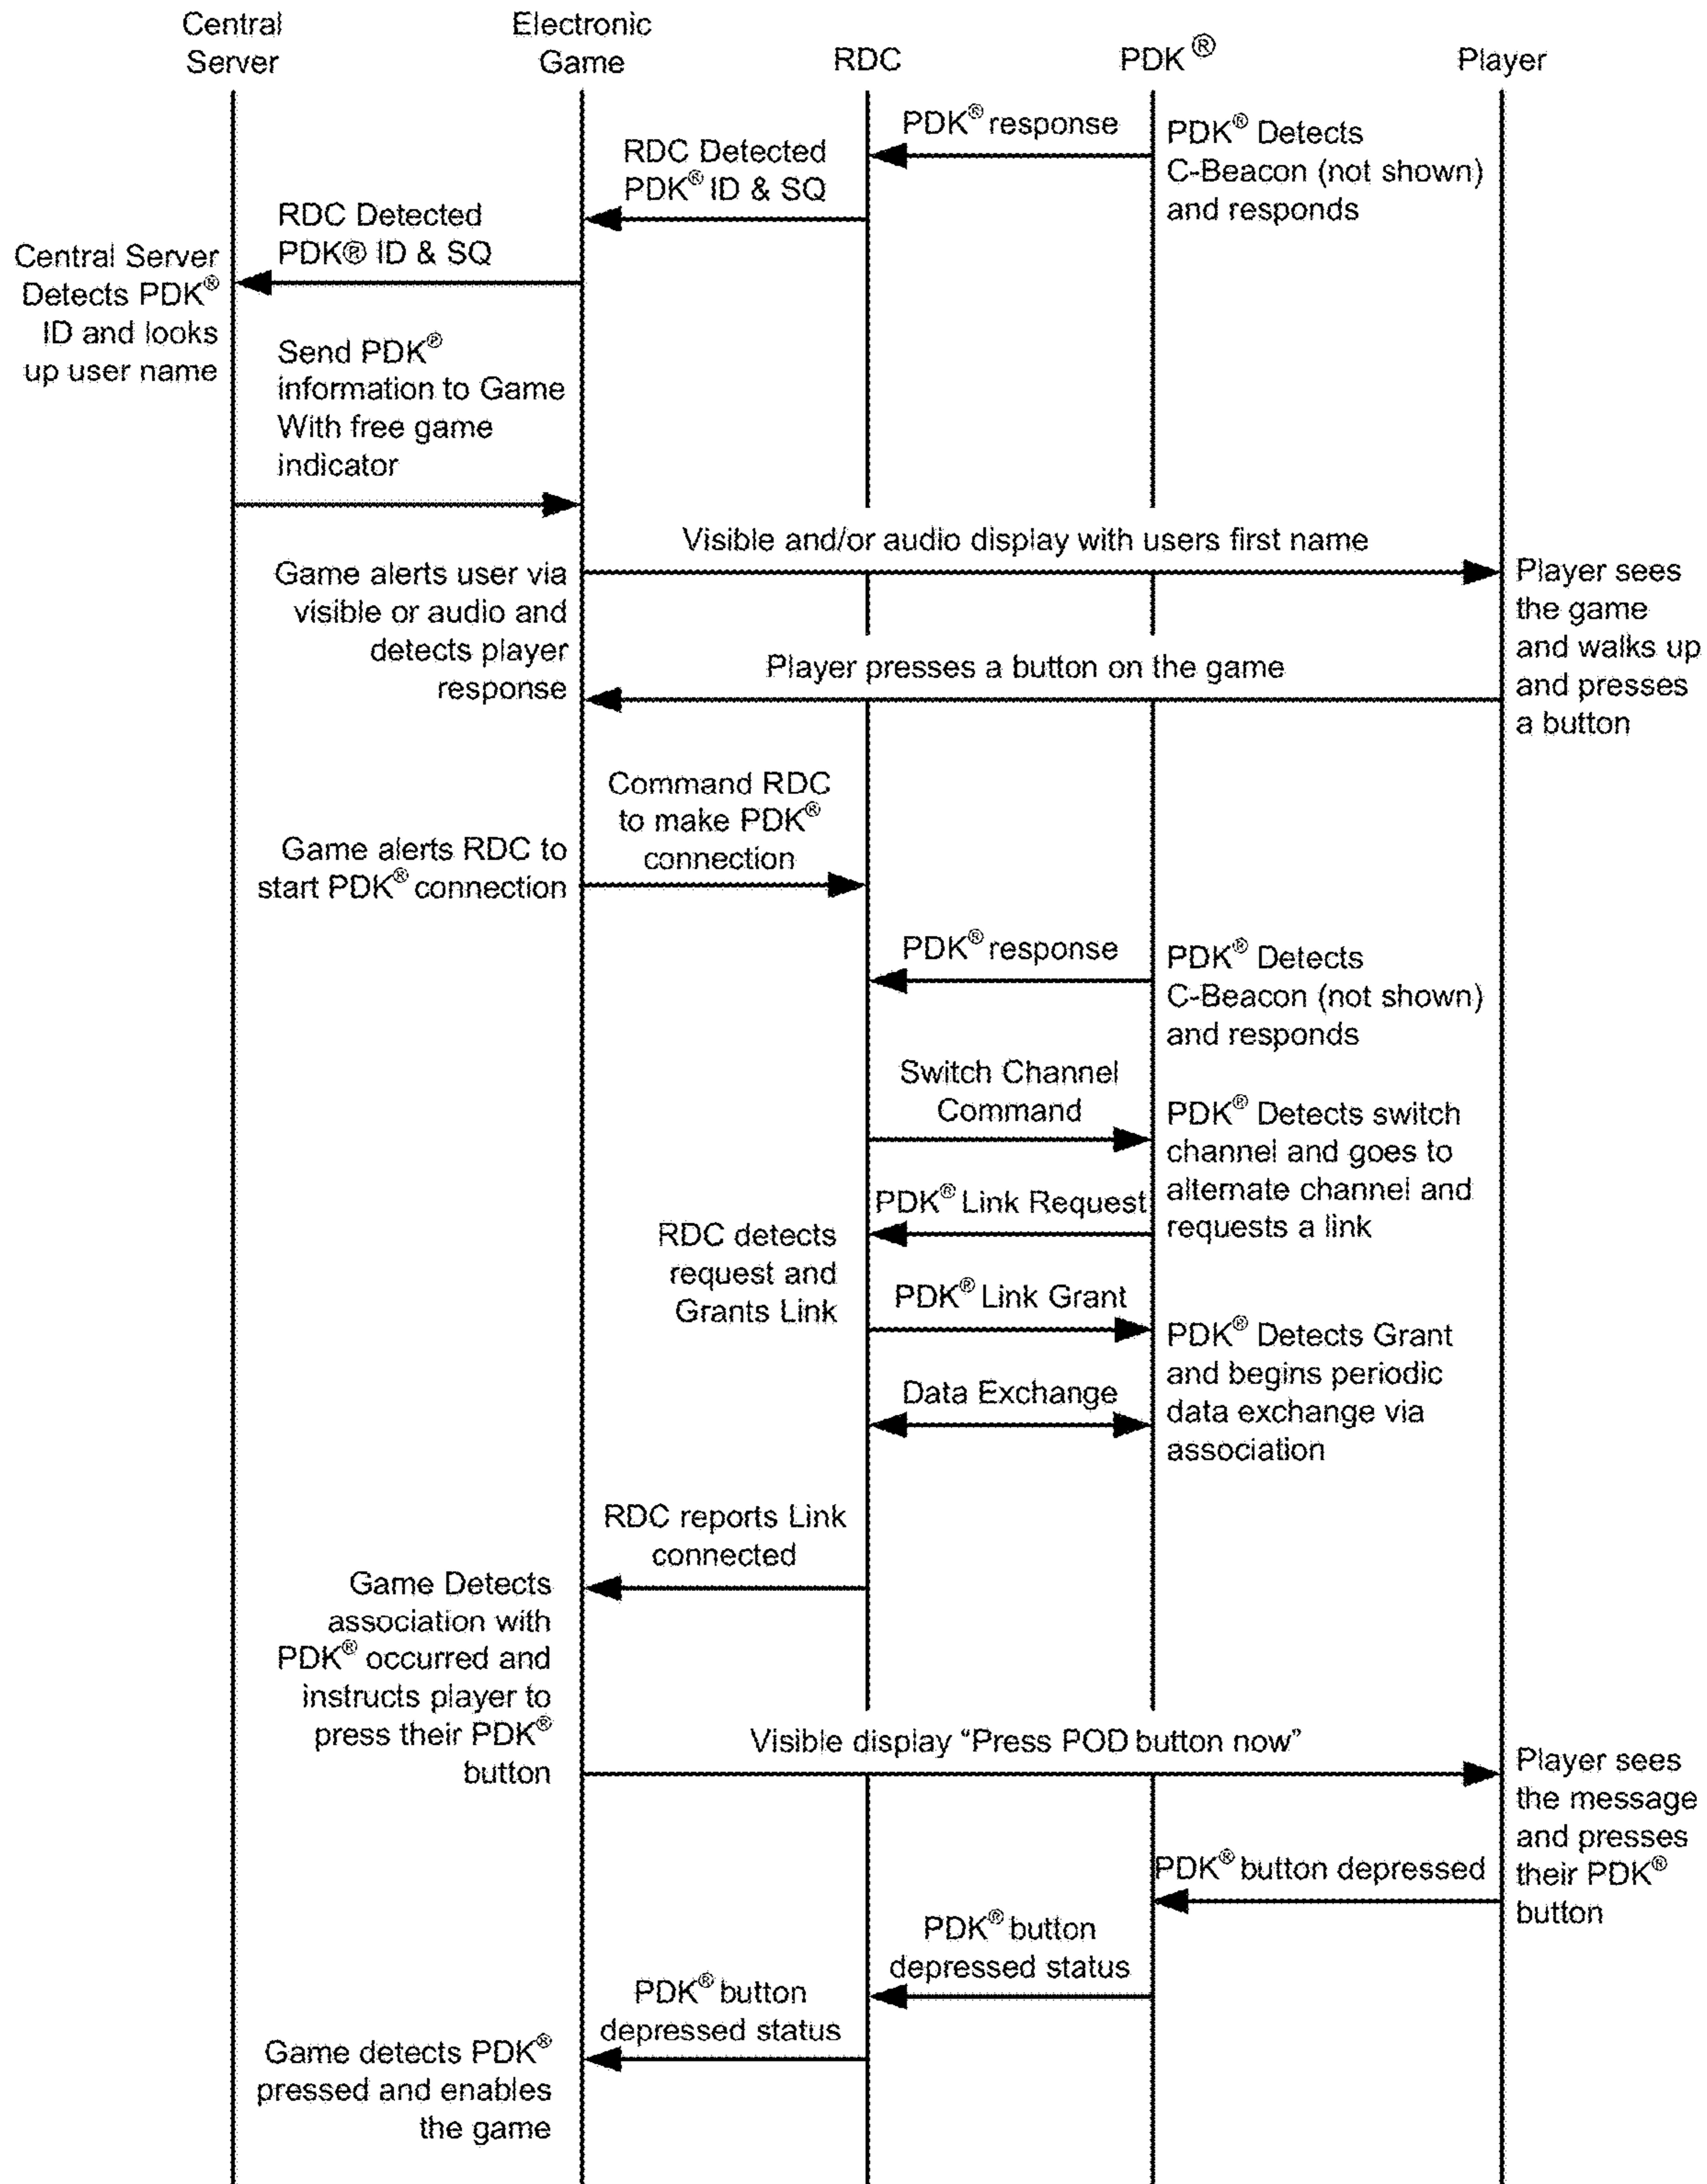 Central
Server
Electronic
Game
RDC
PDK®
Player
PDK® response
PDK® Detects
C-Beacon (not shown)
and responds
RDC Detected
PDK® ID & SQ
RDC Detected
PDK® ID & SQ
Central Server
Detects PDK®
ID and looks
up user name
Send PDK®
information to Game
With free game
indicator
Visible and/or audio display with users first name
Game alerts user via
visible or audio and
detects player
response
Player sees
the game
and walks up
and presses
a button
Player presses a button on the game
Command RDC
to make PDK®
connection
Game alerts RDC to
start PDK® connection
PDK® response
PDK® Detects
C-Beacon (not shown)
and responds
Switch Channel
Command
PDK® Detects switch
channel and goes to
alternate channel and
requests a link
PDK® Link Request
RDC detects
request and
Grants Link
PDK® Link Grant
PDK® Detects Grant
and begins periodic
data exchange via
association
Data Exchange
RDC reports Link
connected
Game Detects
association with
PDK® occurred and
instructs player to
press their PDK®
button
Visible display “Press POD button now”
Player sees
the message
and presses
their PDK®
button
PDK® button depressed
PDK® button
depressed status
PDK® button
depressed status
Game detects PDK®
pressed and enables
the game